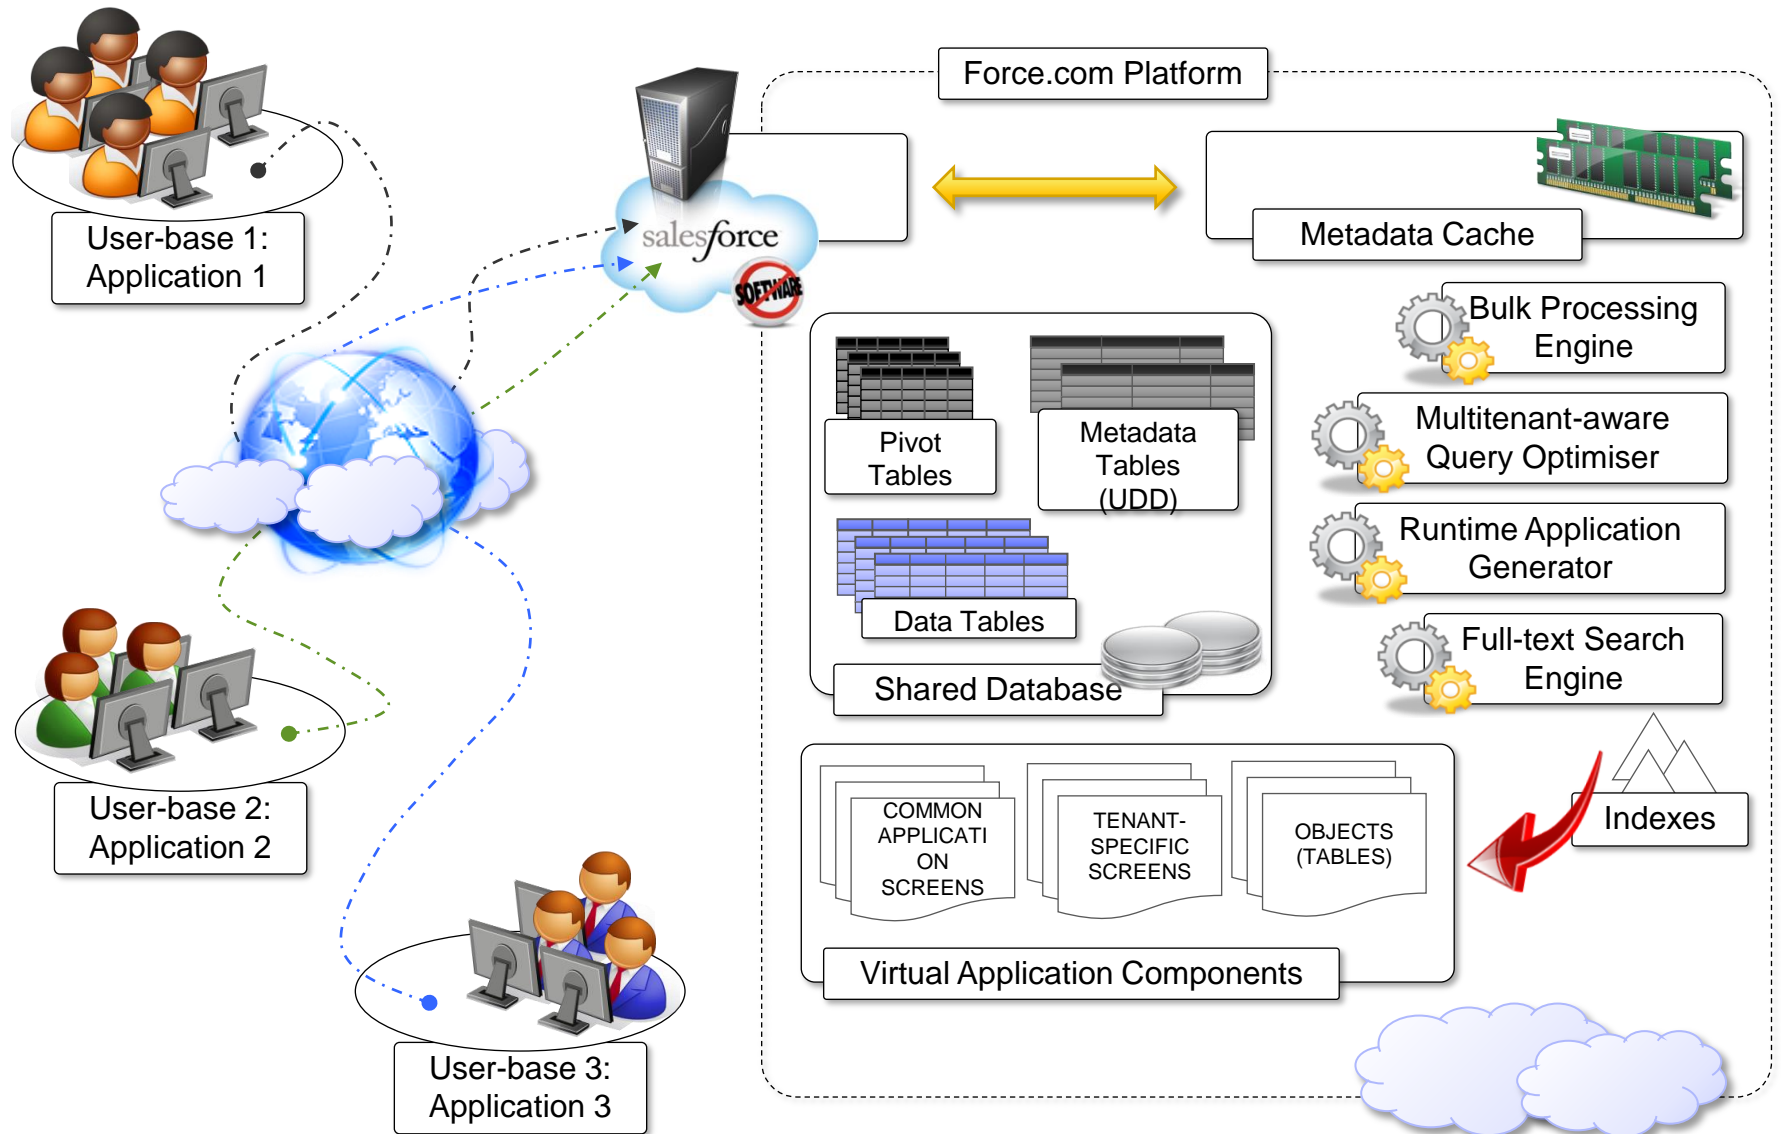 Force.com Platform
User-base 1:
Application 1
salesforce
SOFTWARE
Metadata Cache
Bulk Processing
Engine
Multitenant-aware
Query Optimiser
Runtime Application
Generator
Full-text Search
Engine
Indexes
Pivot
Tables
Metadata
Tables
(UDD)
Data Tables
Shared Database
User-base 2:
Application 2
COMMON
APPLICATI
ON
SCREENS
TENANT-
SPECIFIC
SCREENS
OBJECTS
(TABLES)
Virtual Application Components
User-base 3:
Application 3